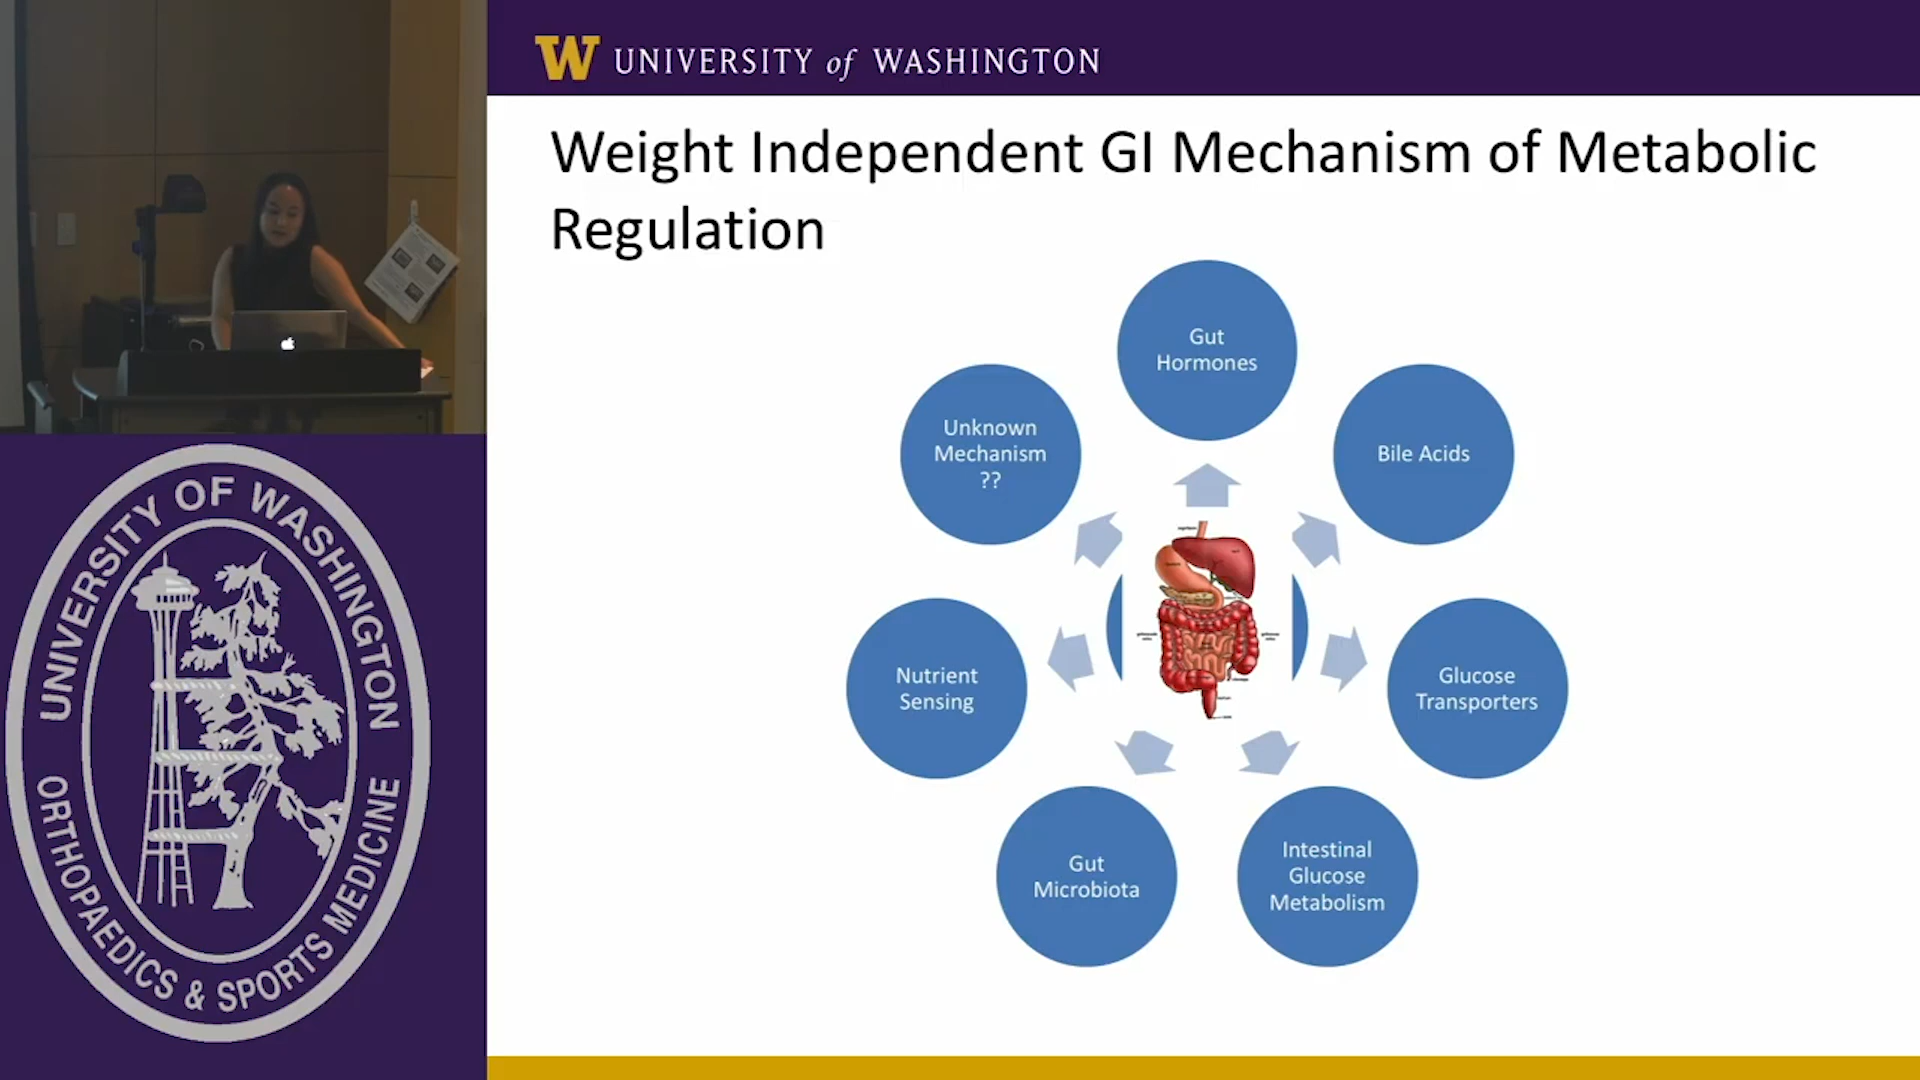 W UNIVERSITY of WASHINGTON
Weight Independent GI Mechanism of Metabolic
Regulation
Gut
Hormones
Bile Acids
Glucose
Transporters
Intestinal
Glucose
Metabolism
Gut
Microbiota
Nutrient
Sensing
Unknown
Mechanism
??
UNIVERSITY OF WASHINGTON
ORTHOPAEDICS & SPORTS MEDICINE